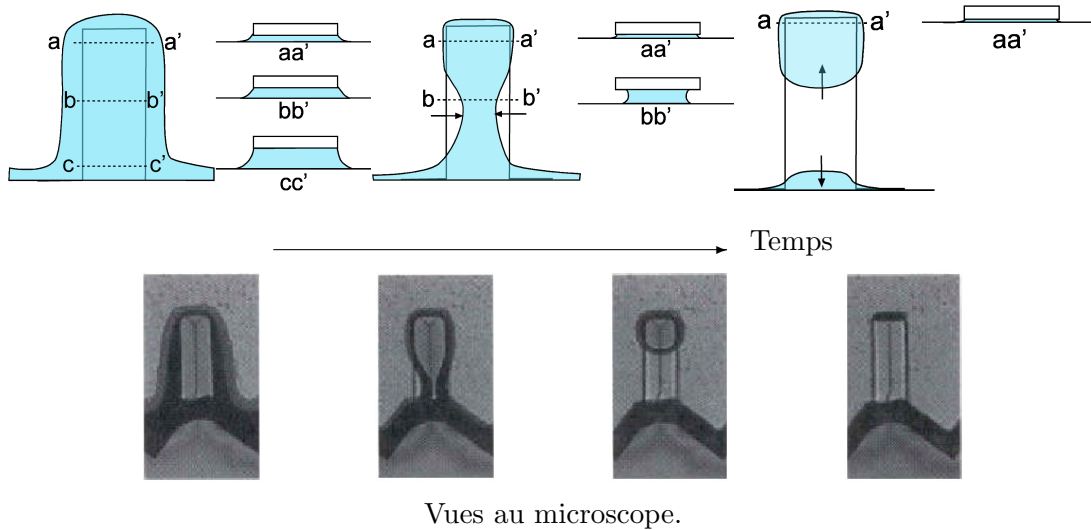 a a'
b b'
c c'
aa'
bb'
cc'
a a'
b b'
aa'
bb'
a a'
aa'
Temps
Vues au microscope.